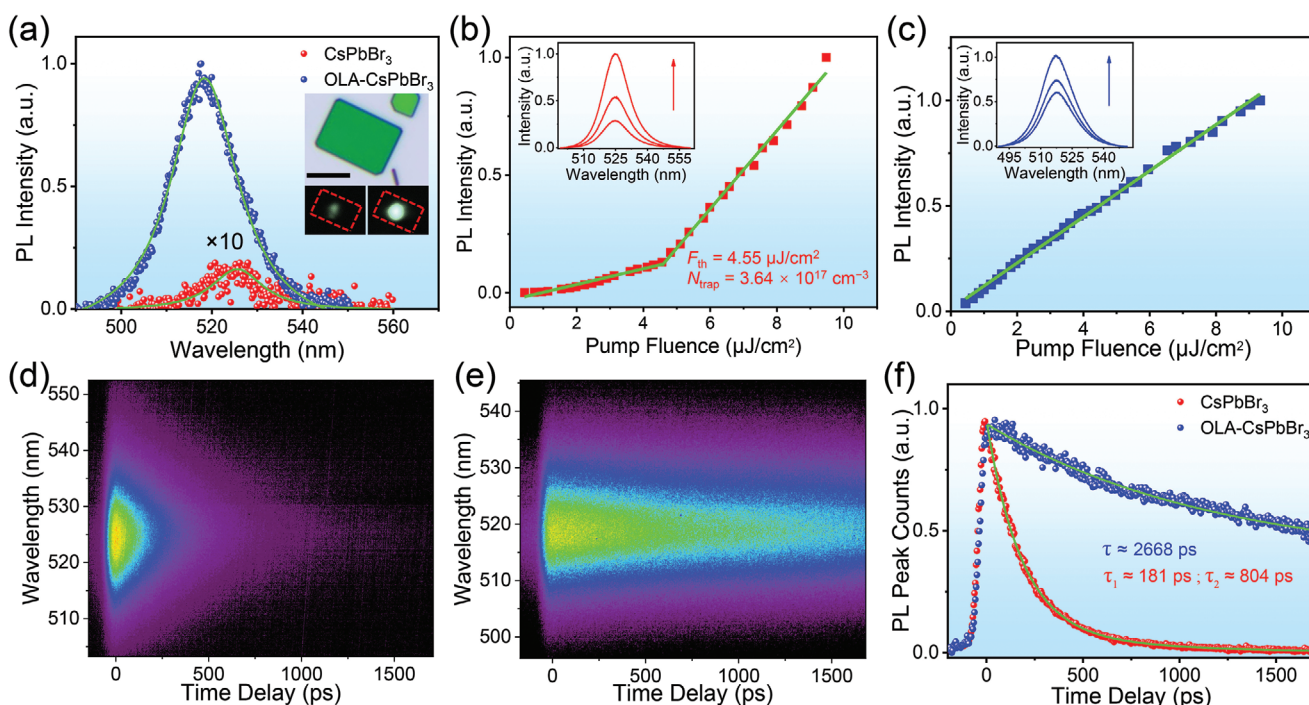 (a)
CsPbBr₃
OLA-CsPbBr₃
×10
PL Intensity (a.u.)
1.0
0.5
0.0
500 520 540 560
Wavelength (nm)
(b)
PL Intensity (a.u.)
1.0
0.5
0.0
0 2 4 6 8 10
Pump Fluence (μJ/cm²)
Intensity (a.u.)
1.0
0.5
0.0
510 525 540 555
Wavelength (nm)
F_th = 4.55 μJ/cm²
N_trap = 3.64 × 10¹⁷ cm⁻³
(c)
PL Intensity (a.u.)
1.0
0.5
0.0
0 2 4 6 8 10
Pump Fluence (μJ/cm²)
Intensity (a.u.)
1.0
0.5
0.0
495 510 525 540
Wavelength (nm)
(d)
Wavelength (nm)
550
540
530
520
510
0 500 1000 1500
Time Delay (ps)
(e)
Wavelength (nm)
540
530
520
510
500
0 500 1000 1500
Time Delay (ps)
(f)
CsPbBr₃
OLA-CsPbBr₃
PL Peak Counts (a.u.)
1.0
0.5
0.0
τ ≈ 2668 ps
τ₁ ≈ 181 ps ; τ₂ ≈ 804 ps
0 500 1000 1500
Time Delay (ps)